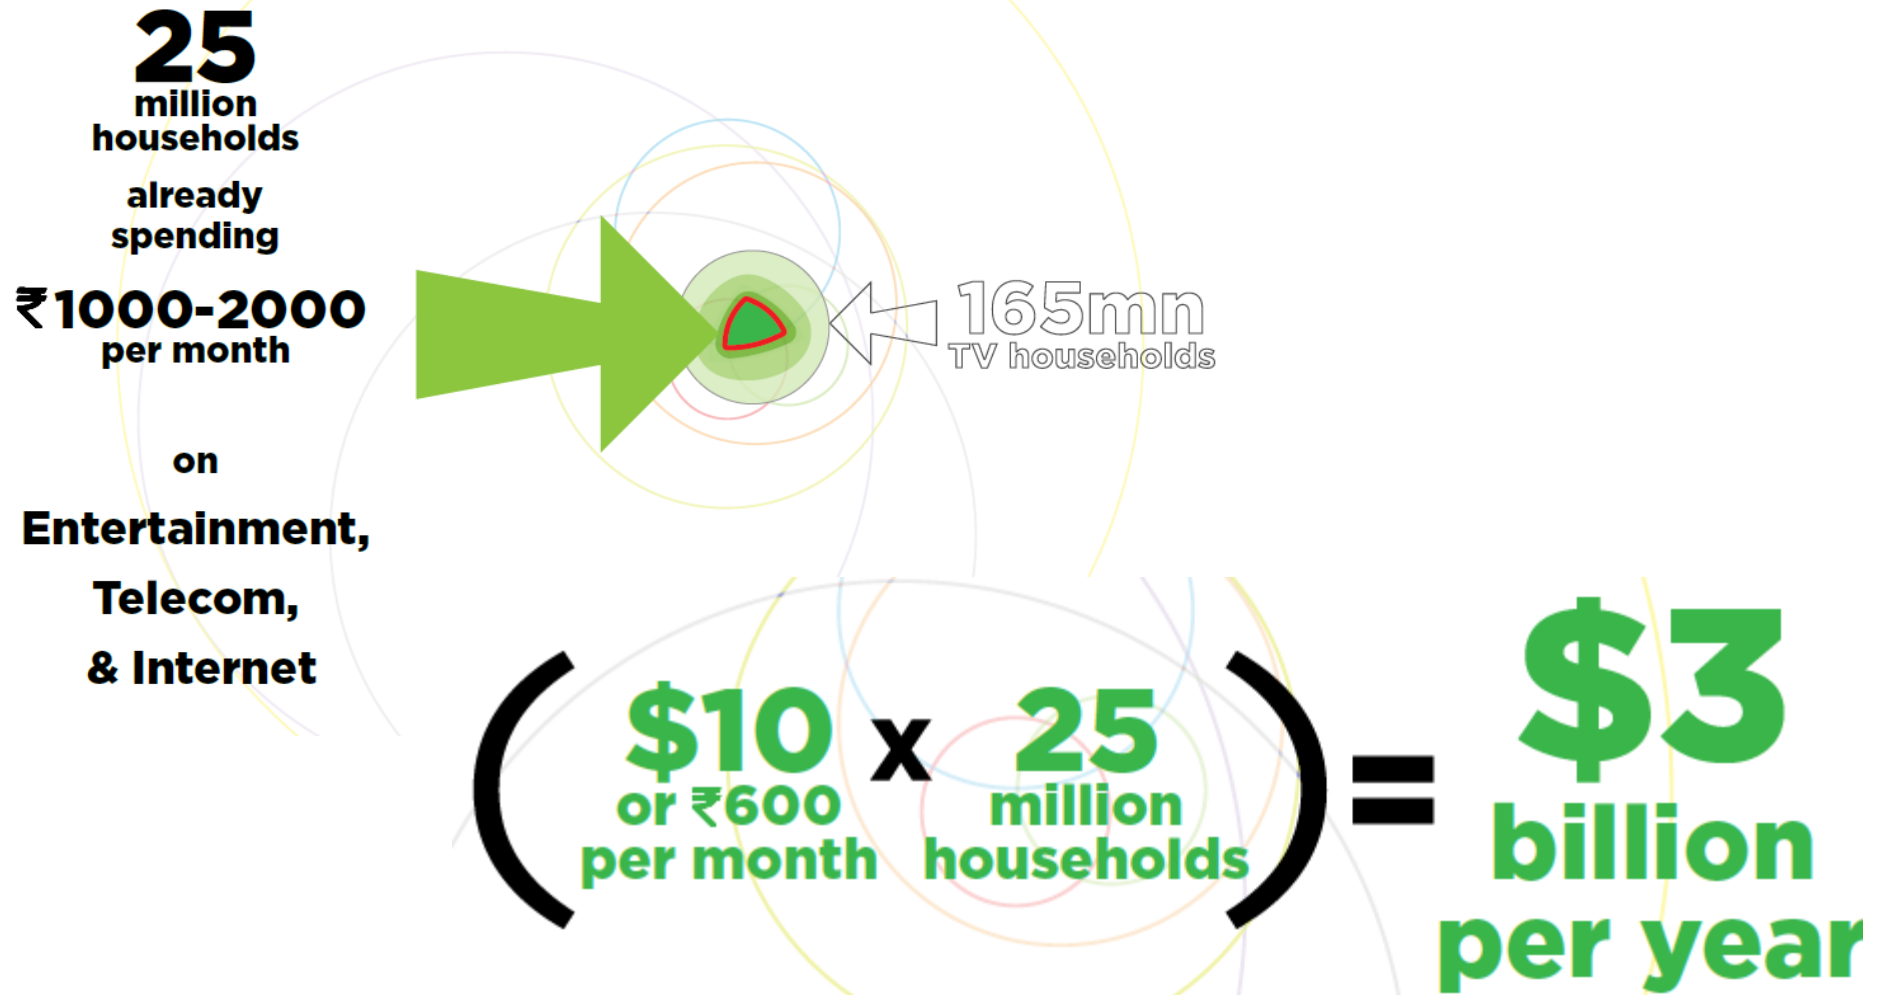 25
million
households
already
spending
₹1000-2000
per month
on
Entertainment,
Telecom,
& Internet
165mn
TV households
( $10 x 25 ) = $3
or ₹600 million
per month households
billion
per year